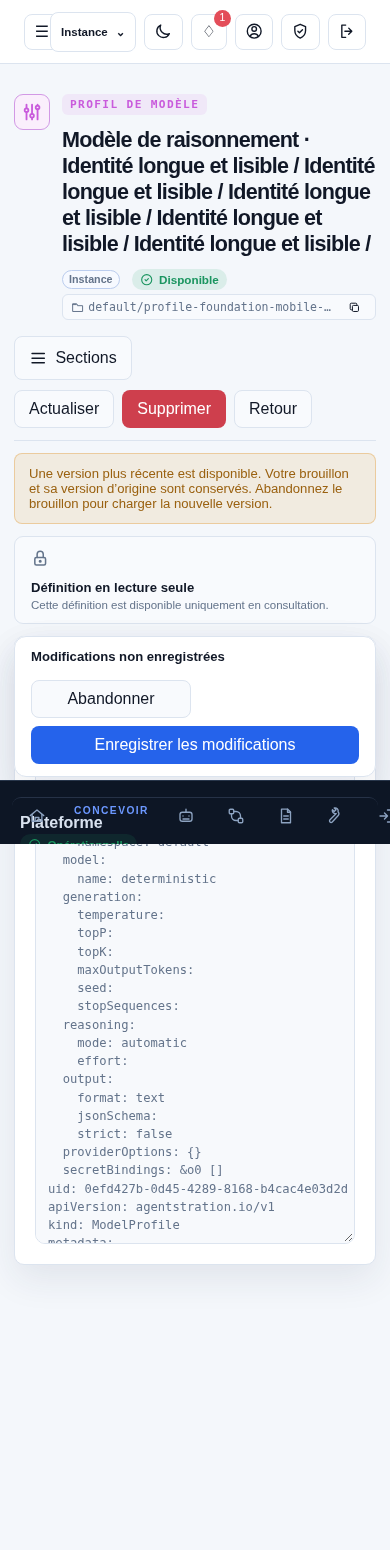 Instance
1
PROFIL DE MODÈLE
Modèle de raisonnement ·
Identité longue et lisible / Identité
longue et lisible / Identité longue
et lisible / Identité longue et
lisible / Identité longue et lisible /
Instance
Disponible
default/profile-foundation-mobile-…
Sections
Actualiser
Supprimer
Retour
Une version plus récente est disponible. Votre brouillon
et sa version d’origine sont conservés. Abandonnez le
brouillon pour charger la nouvelle version.
Définition en lecture seule
Cette définition est disponible uniquement en consultation.
Modifications non enregistrées
Abandonner
Enregistrer les modifications
CONCEVOIR
Plateforme
namespace: default
model:
name: deterministic
generation:
temperature:
topP:
topK:
maxOutputTokens:
seed:
stopSequences:
reasoning:
mode: automatic
effort:
output:
format: text
jsonSchema:
strict: false
providerOptions: {}
secretBindings: &o0 []
uid: 0efd427b-0d45-4289-8168-b4cac4e03d2d
apiVersion: agentstration.io/v1
kind: ModelProfile
metadata: